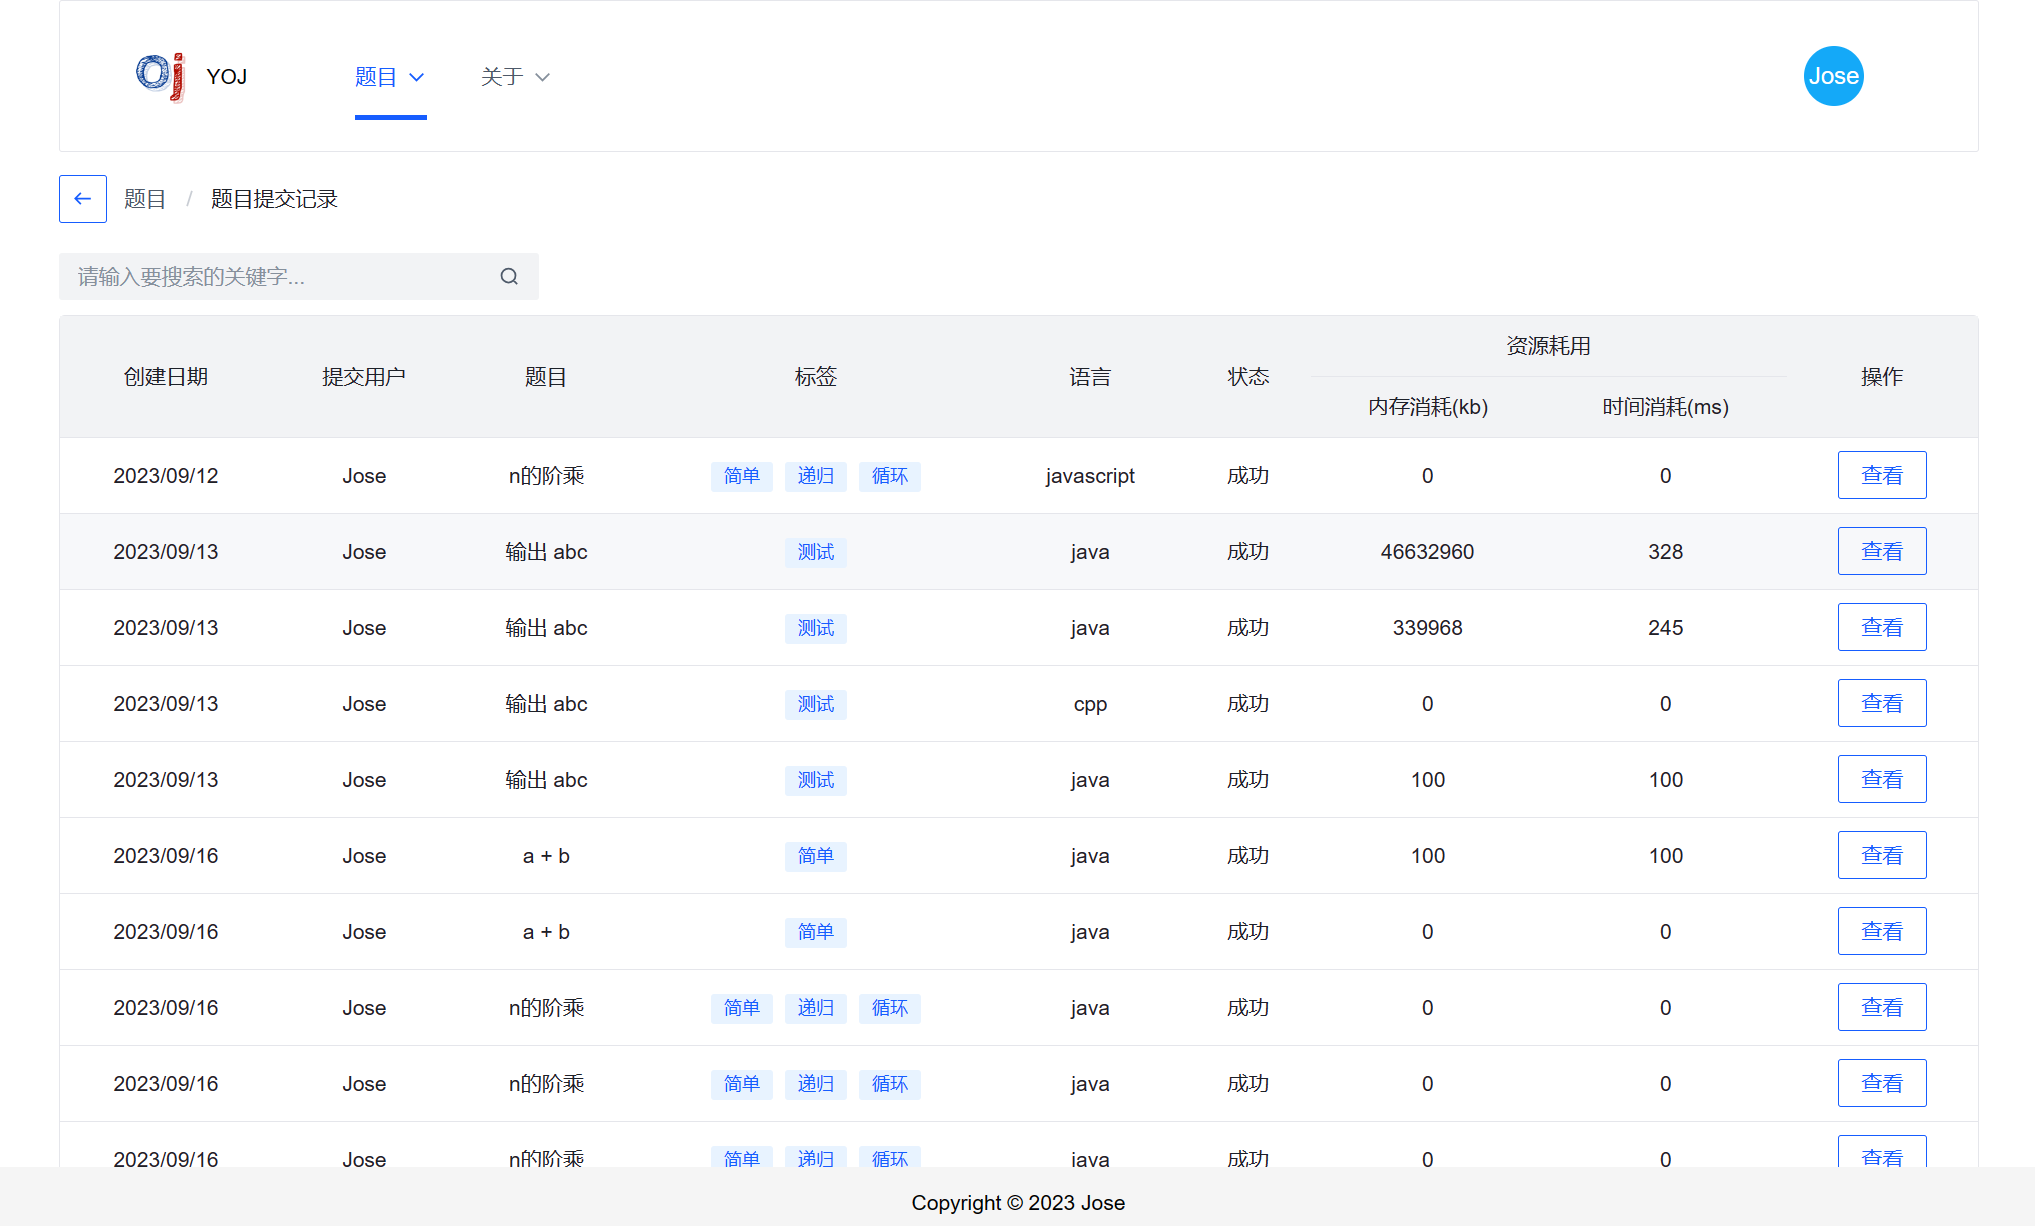 Oj YOJ 题目 关于 Jose
题目 / 题目提交记录
请输入要搜索的关键字...
创建日期 提交用户 题目 标签 语言 状态 资源耗用 操作
内存消耗(kb) 时间消耗(ms)
2023/09/12 Jose n的阶乘 简单 递归 循环 javascript 成功 0 0 查看
2023/09/13 Jose 输出 abc 测试 java 成功 46632960 328 查看
2023/09/13 Jose 输出 abc 测试 java 成功 339968 245 查看
2023/09/13 Jose 输出 abc 测试 cpp 成功 0 0 查看
2023/09/13 Jose 输出 abc 测试 java 成功 100 100 查看
2023/09/16 Jose a + b 简单 java 成功 100 100 查看
2023/09/16 Jose a + b 简单 java 成功 0 0 查看
2023/09/16 Jose n的阶乘 简单 递归 循环 java 成功 0 0 查看
2023/09/16 Jose n的阶乘 简单 递归 循环 java 成功 0 0 查看
2023/09/16 Jose n的阶乘 简单 递归 循环 java 成功 0 0 查看
Copyright © 2023 Jose